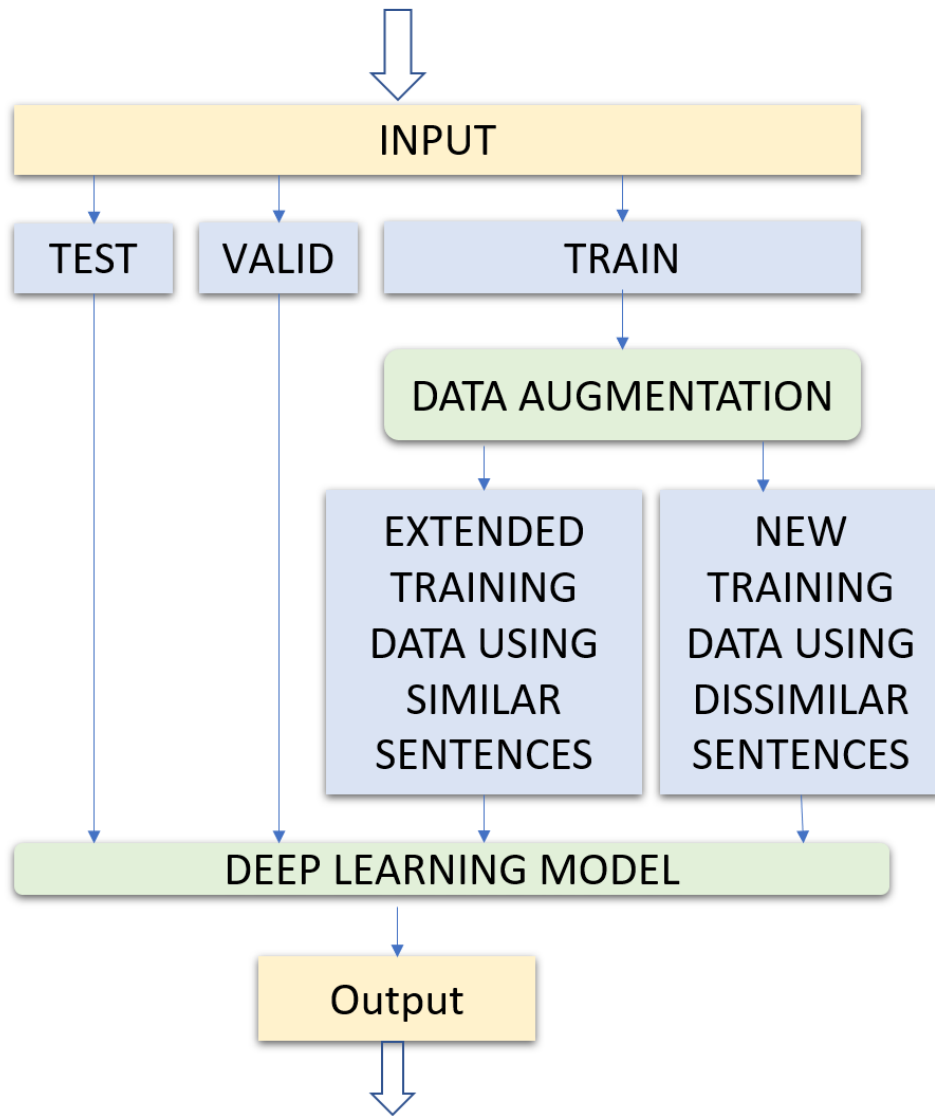 INPUT
TEST
VALID
TRAIN
DATA AUGMENTATION
EXTENDED
TRAINING
DATA USING
SIMILAR
SENTENCES
NEW
TRAINING
DATA USING
DISSIMILAR
SENTENCES
DEEP LEARNING MODEL
Output